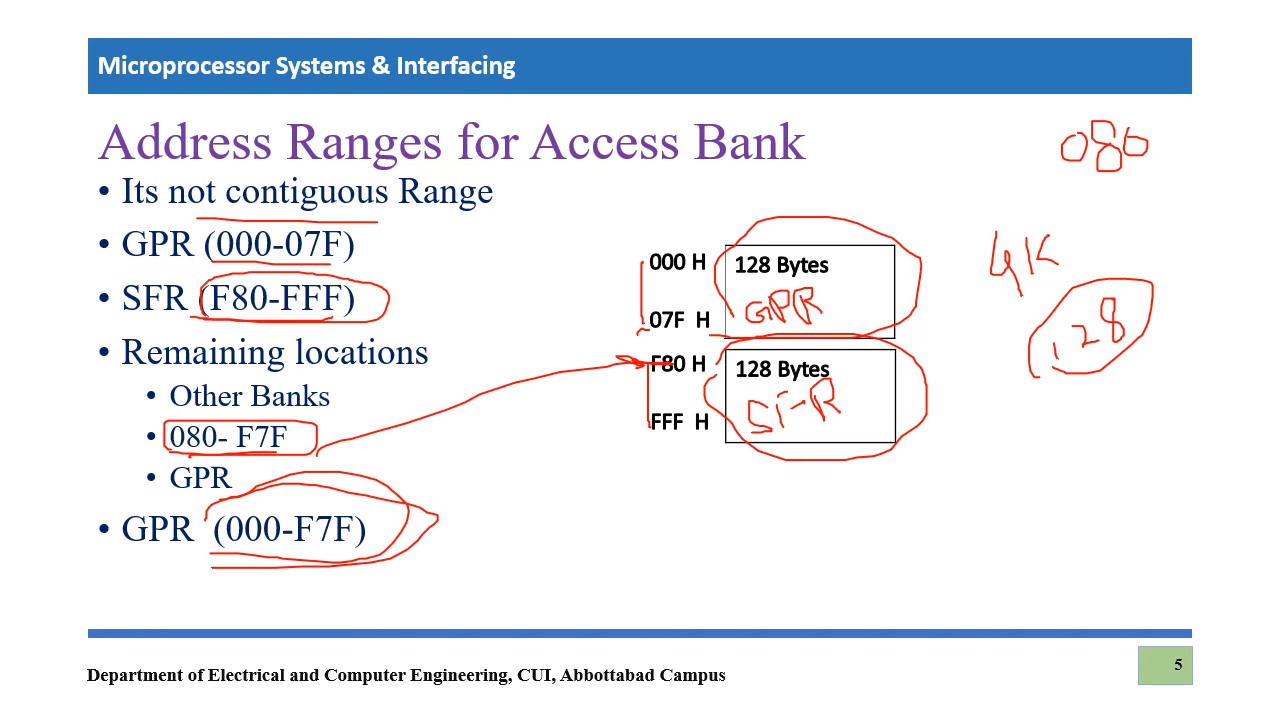 Microprocessor Systems & Interfacing
Address Ranges for Access Bank
• Its not contiguous Range
• GPR (000-07F)
• SFR (F80-FFF)
• Remaining locations
• Other Banks
• 080- F7F
• GPR
• GPR (000-F7F)
000 H
128 Bytes
GPR
07F H
F80 H
128 Bytes
SFR
FFF H
080
4K
128
Department of Electrical and Computer Engineering, CUI, Abbottabad Campus
5